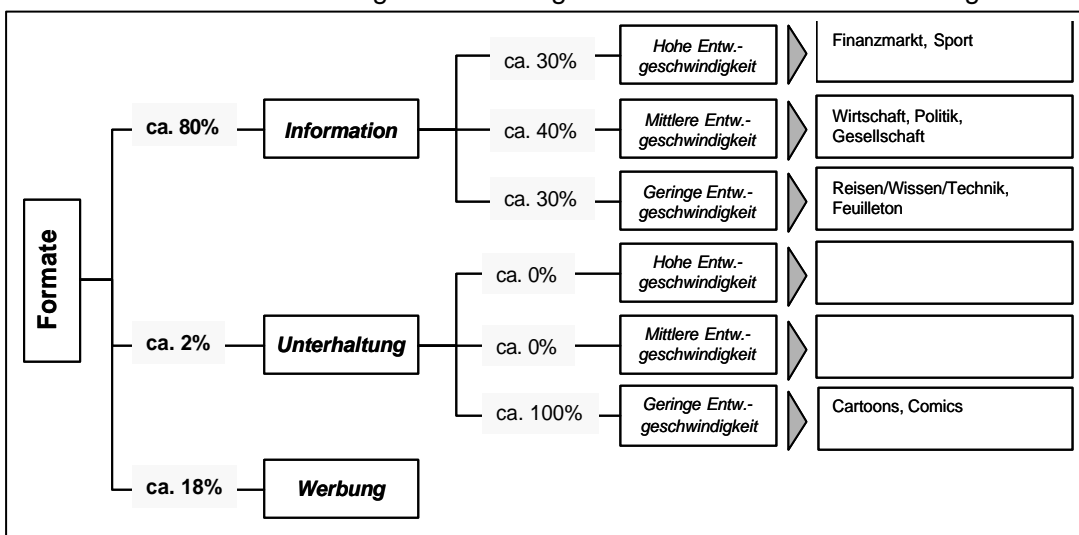 Formate
ca. 80%
Information
ca. 30%
Hohe Entw.-
geschwindigkeit
Finanzmarkt, Sport
ca. 40%
Mittlere Entw.-
geschwindigkeit
Wirtschaft, Politik,
Gesellschaft
ca. 30%
Geringe Entw.-
geschwindigkeit
Reisen/Wissen/Technik,
Feuilleton
ca. 2%
Unterhaltung
ca. 0%
Hohe Entw.-
geschwindigkeit
ca. 0%
Mittlere Entw.-
geschwindigkeit
ca. 100%
Geringe Entw.-
geschwindigkeit
Cartoons, Comics
ca. 18%
Werbung